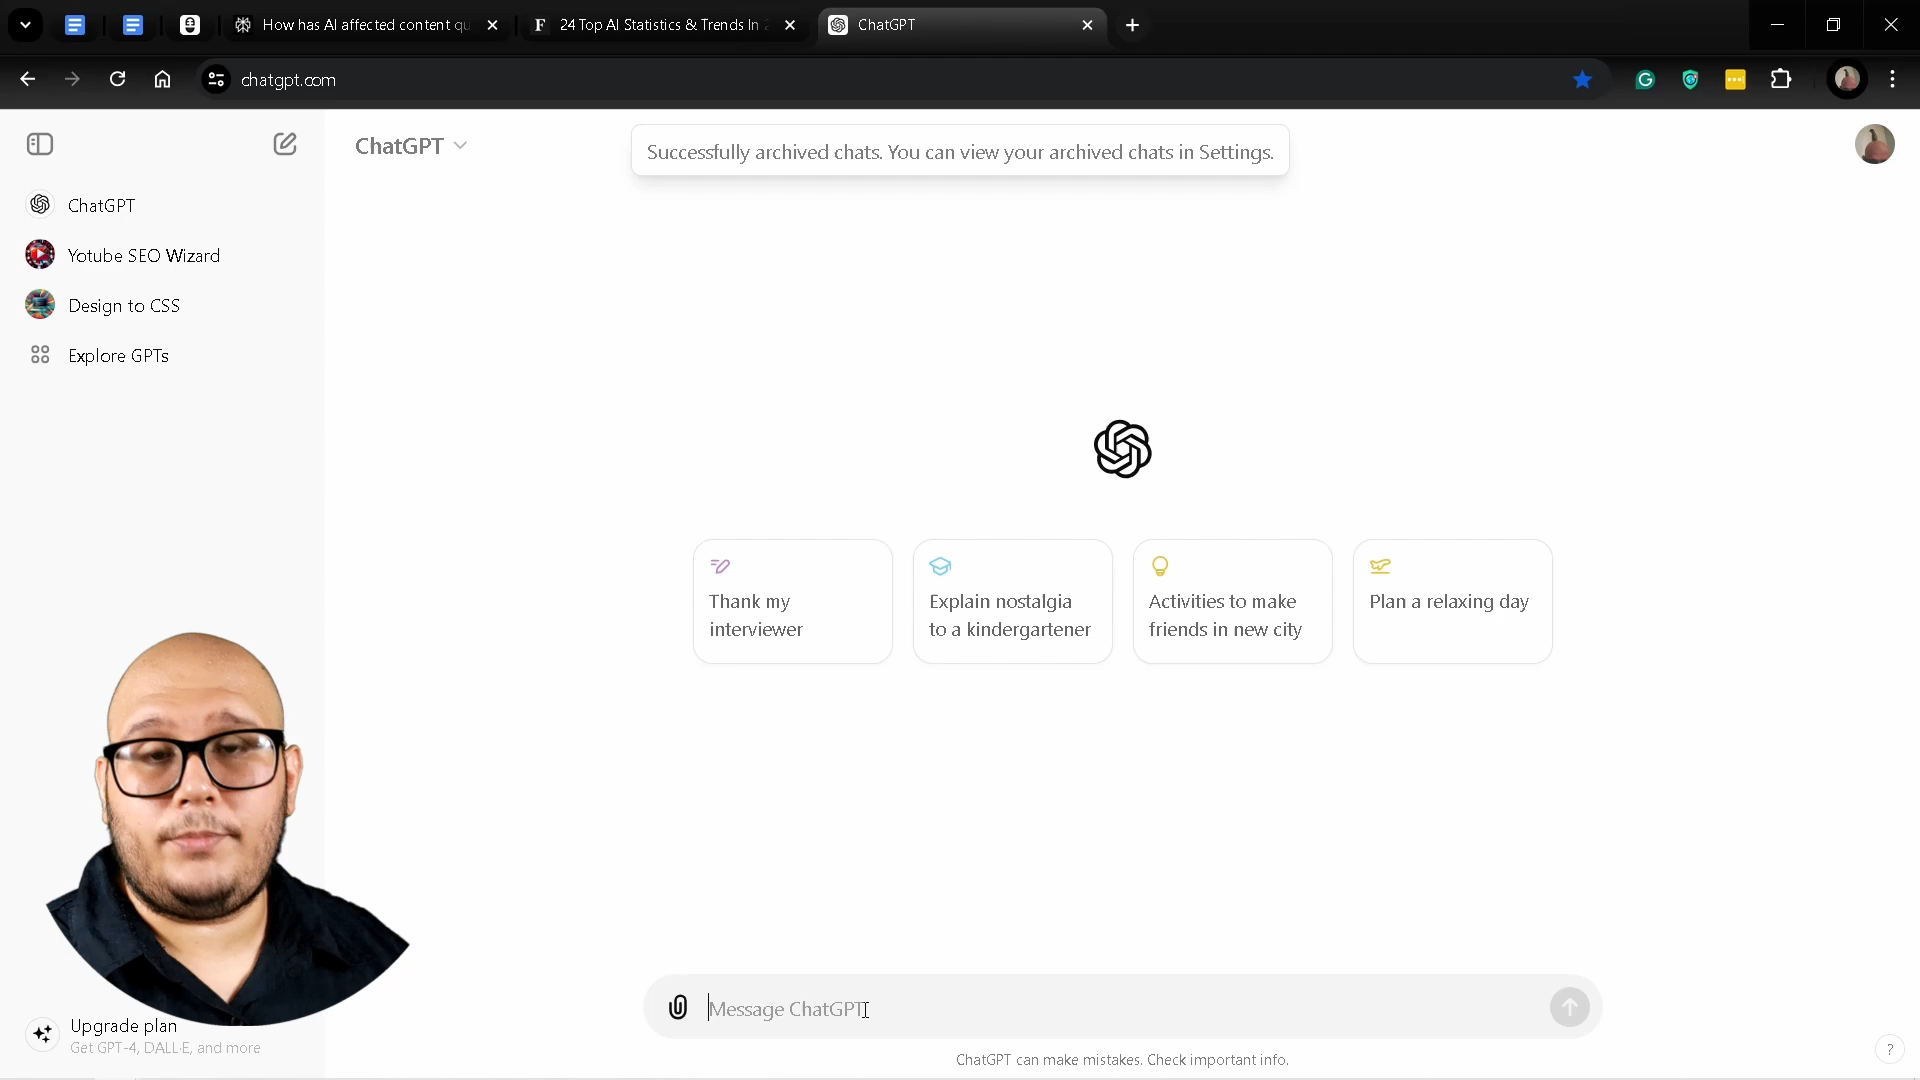 How has AI affected content qu
F
24 Top AI Statistics & Trends In 2
ChatGPT
chatgpt.com
ChatGPT
Successfully archived chats. You can view your archived chats in Settings.
ChatGPT
Yotube SEO Wizard
Design to CSS
Explore GPTs
Thank my
interviewer
Explain nostalgia
to a kindergartener
Activities to make
friends in new city
Plan a relaxing day
Upgrade plan
Get GPT-4, DALL·E, and more
Message ChatGPT
ChatGPT can make mistakes. Check important info.
?